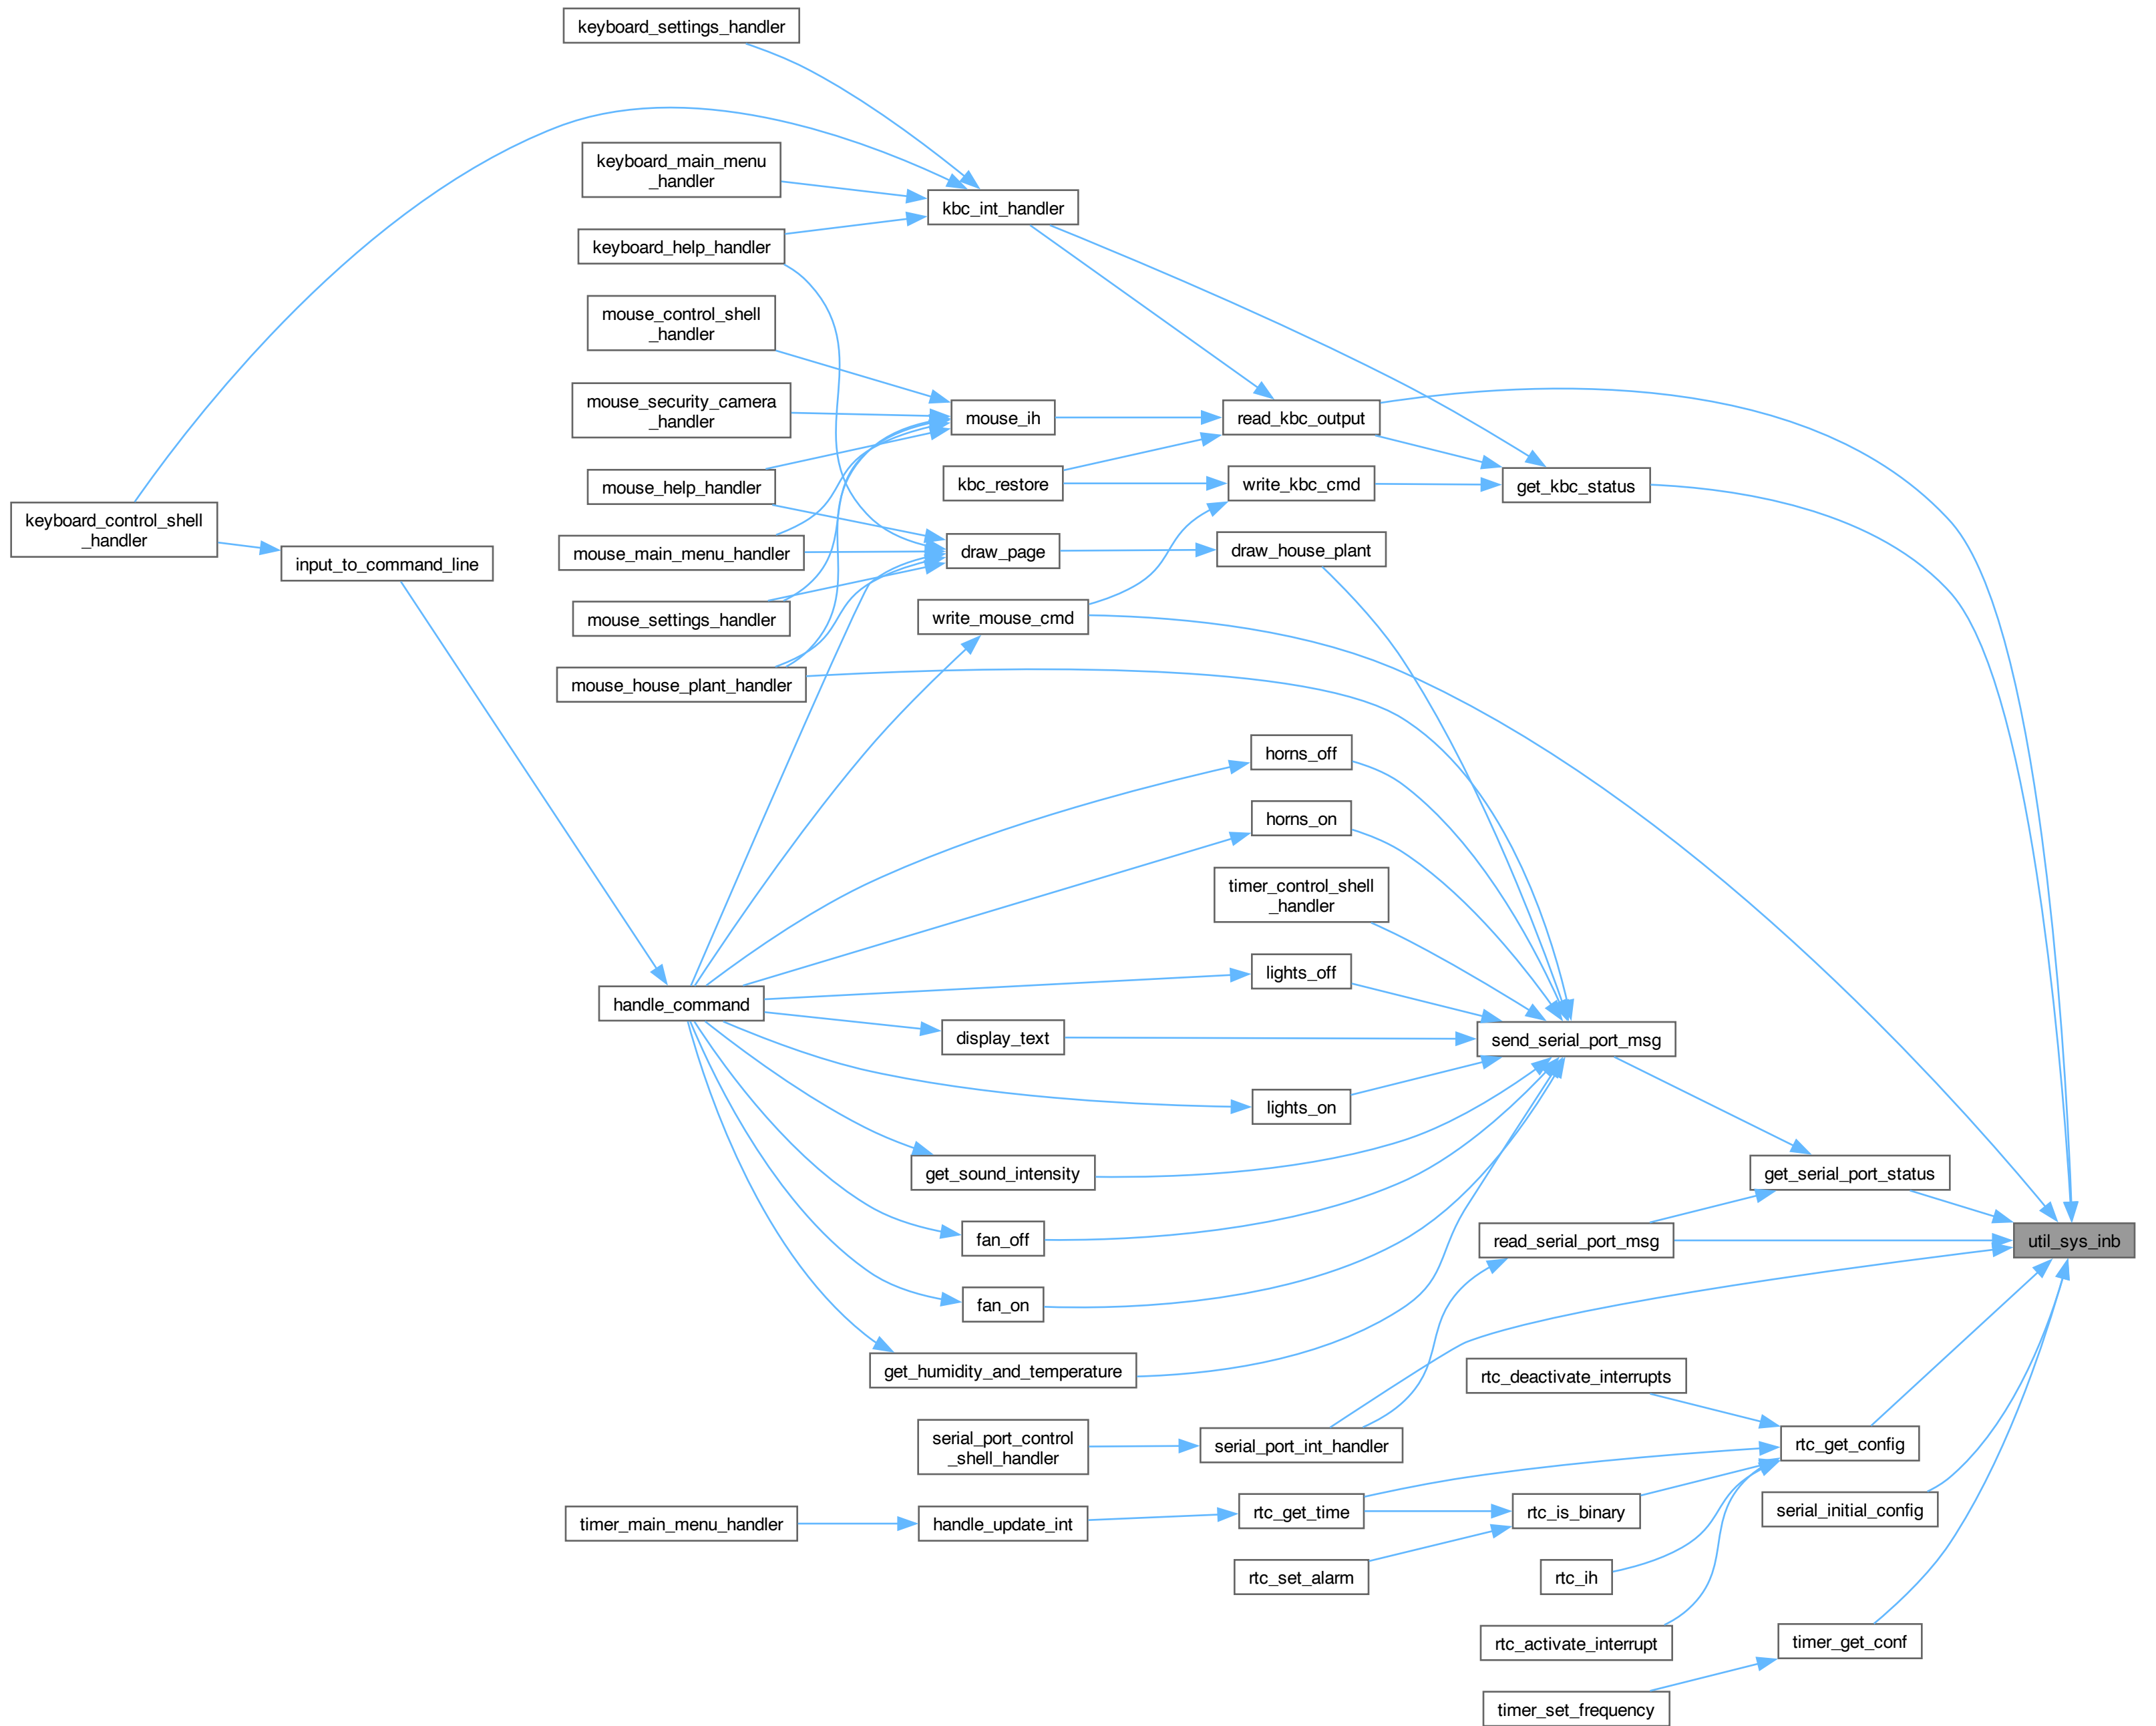 keyboard_settings_handler
keyboard_main_menu
_handler
kbc_int_handler
keyboard_help_handler
mouse_control_shell
_handler
mouse_security_camera
_handler
mouse_ih
read_kbc_output
mouse_help_handler
kbc_restore
write_kbc_cmd
get_kbc_status
keyboard_control_shell
_handler
input_to_command_line
mouse_main_menu_handler
draw_page
draw_house_plant
mouse_settings_handler
write_mouse_cmd
mouse_house_plant_handler
horns_off
horns_on
timer_control_shell
_handler
lights_off
handle_command
display_text
send_serial_port_msg
lights_on
get_sound_intensity
get_serial_port_status
fan_off
read_serial_port_msg
util_sys_inb
fan_on
get_humidity_and_temperature
rtc_deactivate_interrupts
serial_port_control
_shell_handler
serial_port_int_handler
rtc_get_config
timer_main_menu_handler
handle_update_int
rtc_get_time
rtc_is_binary
serial_initial_config
rtc_set_alarm
rtc_ih
rtc_activate_interrupt
timer_get_conf
timer_set_frequency